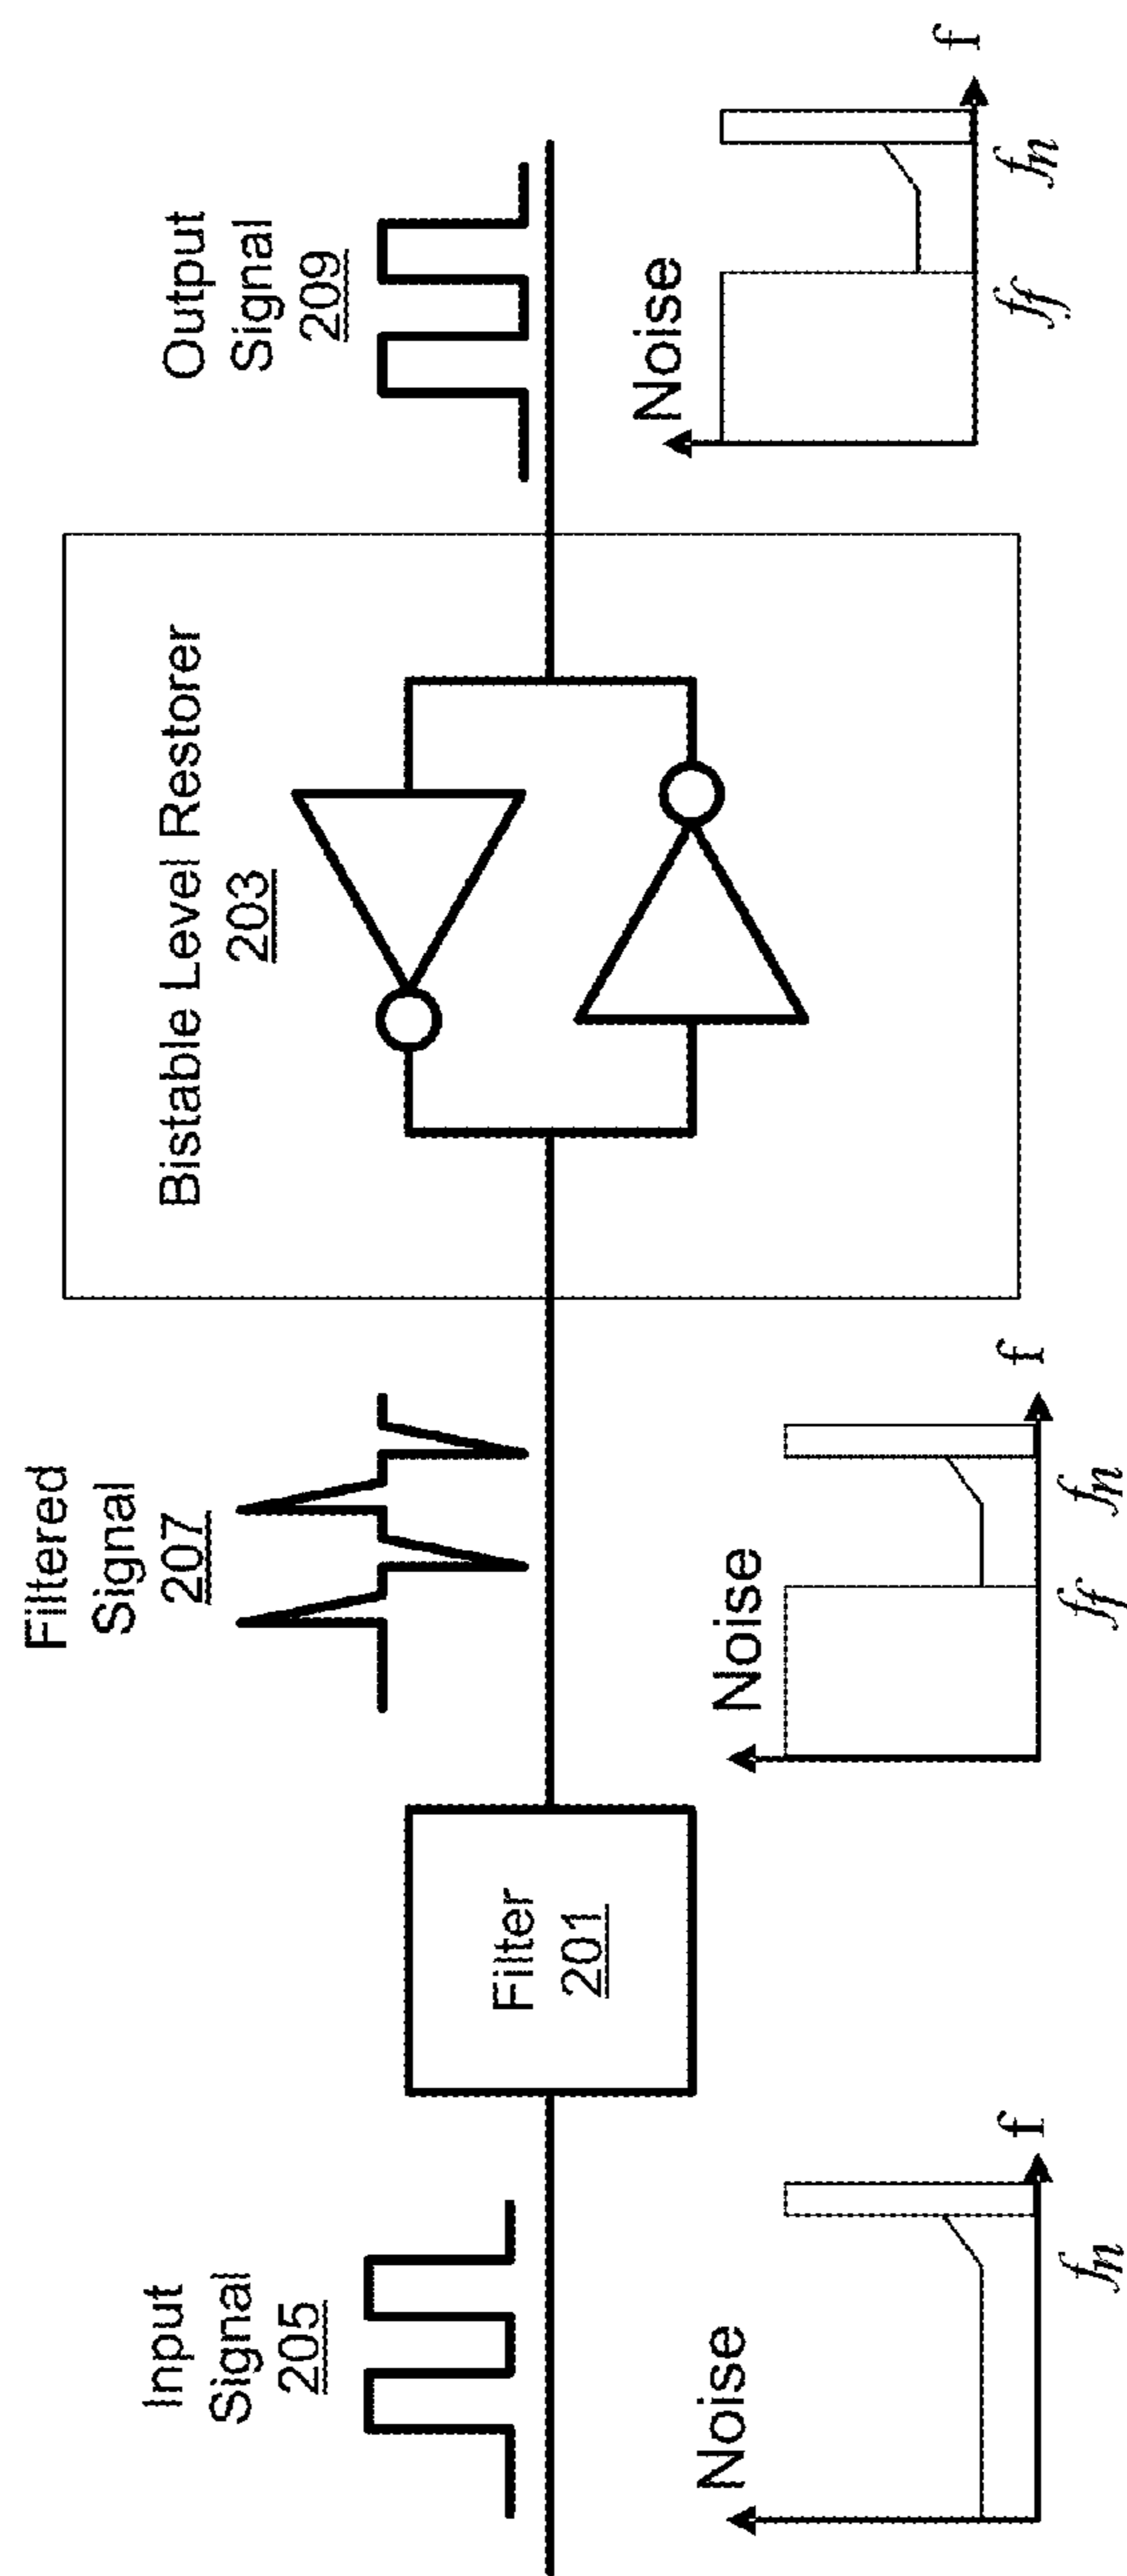 Input
Signal
205
Filter
201
Filtered
Signal
207
Bistable Level Restorer
203
Output
Signal
209
Noise
fn
f
Noise
ff
fn
f
Noise
ff
fn
f